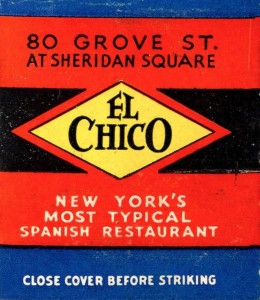 80 GROVE ST.
AT SHERIDAN SQUARE
EL
CHICO
NEW YORK'S
MOST TYPICAL
SPANISH RESTAURANT
CLOSE COVER BEFORE STRIKING